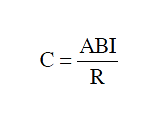 C = ABI / R